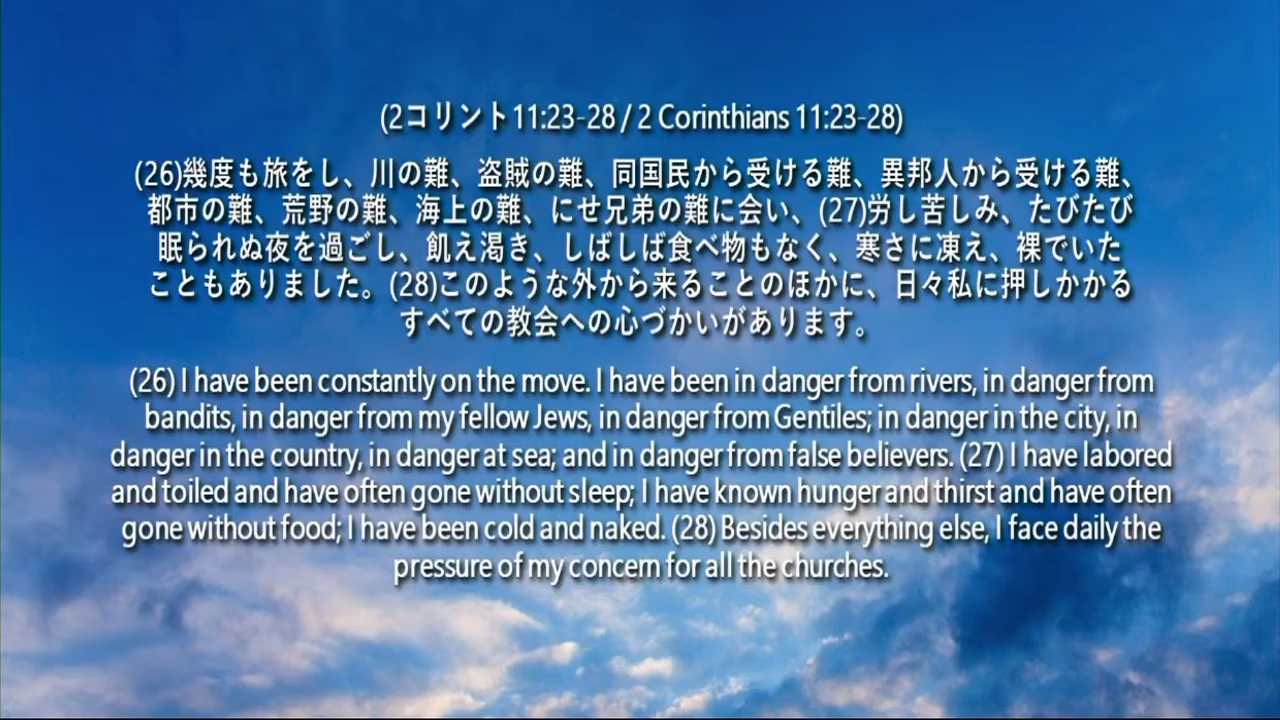 (2コリント11:23-28 / 2 Corinthians 11:23-28)
(26)幾度も旅をし、川の難、盗賊の難、同国民から受ける難、異邦人から受ける難、
都市の難、荒野の難、海上の難、にせ兄弟の難に会い、(27)労し苦しみ、たびたび
眠られぬ夜を過ごし、飢え渇き、しばしば食べ物もなく、寒さに凍え、裸でいた
こともありました。(28)このような外から来ることのほかに、日々私に押しかかる
すべての教会への心づかいがあります。
(26) I have been constantly on the move. I have been in danger from rivers, in danger from
bandits, in danger from my fellow Jews, in danger from Gentiles; in danger in the city, in
danger in the country, in danger at sea; and in danger from false believers. (27) I have labored
and toiled and have often gone without sleep; I have known hunger and thirst and have often
gone without food; I have been cold and naked. (28) Besides everything else, I face daily the
pressure of my concern for all the churches.